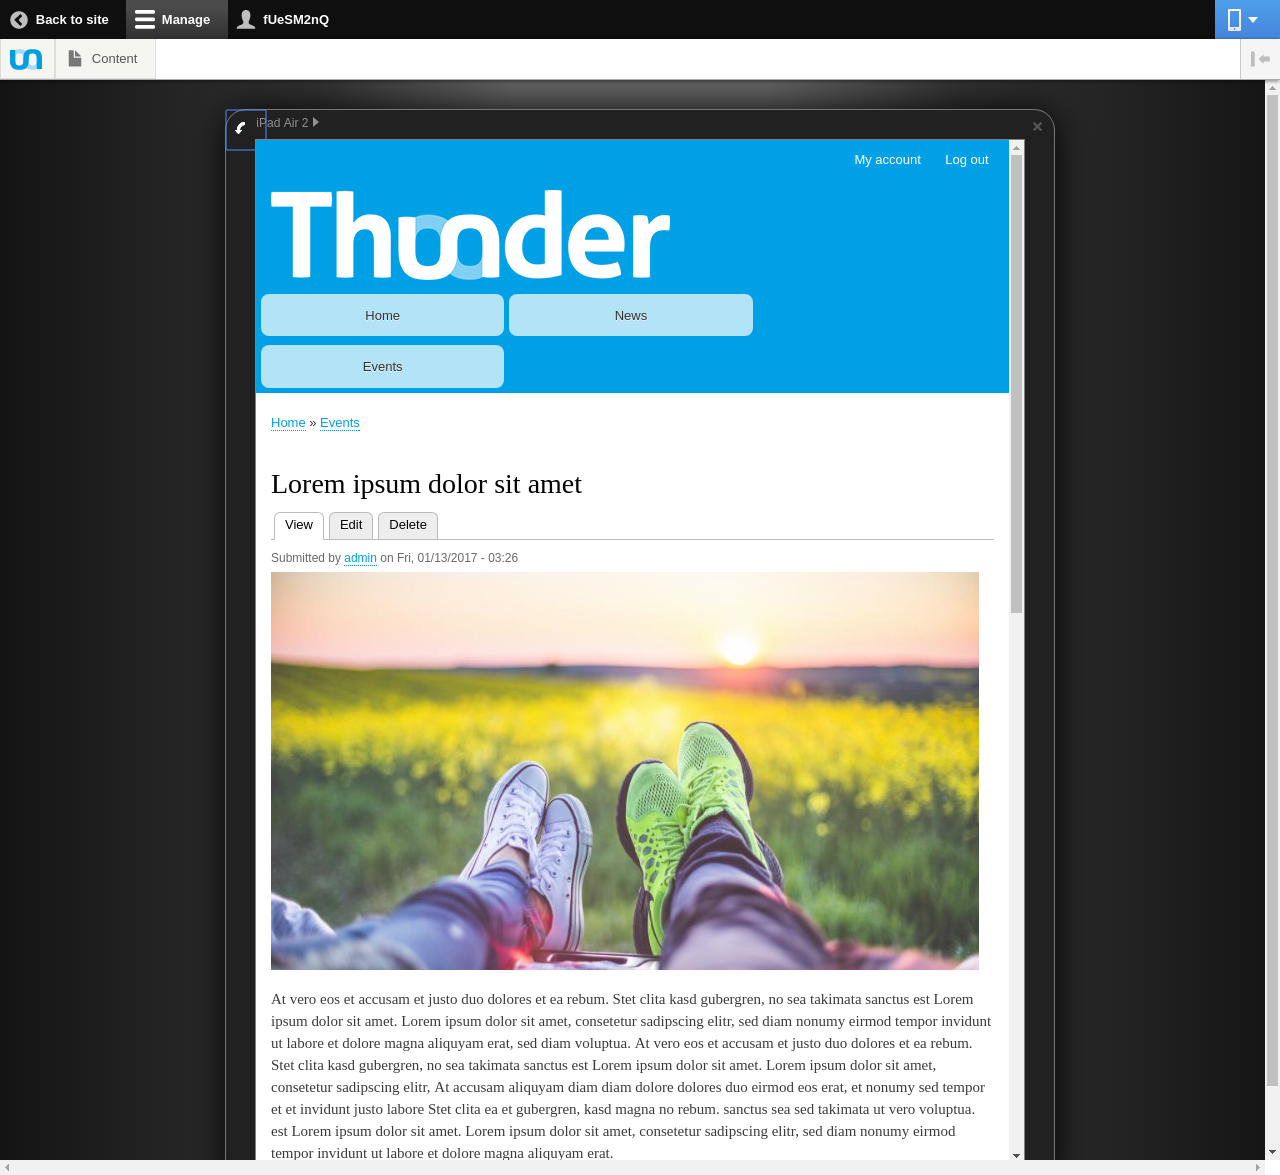 Back to site
Manage
fUeSM2nQ
Content
iPad Air 2
My account
Log out
Thunder
Home
News
Events
Home » Events
Lorem ipsum dolor sit amet
View
Edit
Delete
Submitted by admin on Fri, 01/13/2017 - 03:26
At vero eos et accusam et justo duo dolores et ea rebum. Stet clita kasd gubergren, no sea takimata sanctus est Lorem
ipsum dolor sit amet. Lorem ipsum dolor sit amet, consetetur sadipscing elitr, sed diam nonumy eirmod tempor invidunt
ut labore et dolore magna aliquyam erat, sed diam voluptua. At vero eos et accusam et justo duo dolores et ea rebum.
Stet clita kasd gubergren, no sea takimata sanctus est Lorem ipsum dolor sit amet. Lorem ipsum dolor sit amet,
consetetur sadipscing elitr, At accusam aliquyam diam diam dolore dolores duo eirmod eos erat, et nonumy sed tempor
et et invidunt justo labore Stet clita ea et gubergren, kasd magna no rebum. sanctus sea sed takimata ut vero voluptua.
est Lorem ipsum dolor sit amet. Lorem ipsum dolor sit amet, consetetur sadipscing elitr, sed diam nonumy eirmod
tempor invidunt ut labore et dolore magna aliquyam erat.